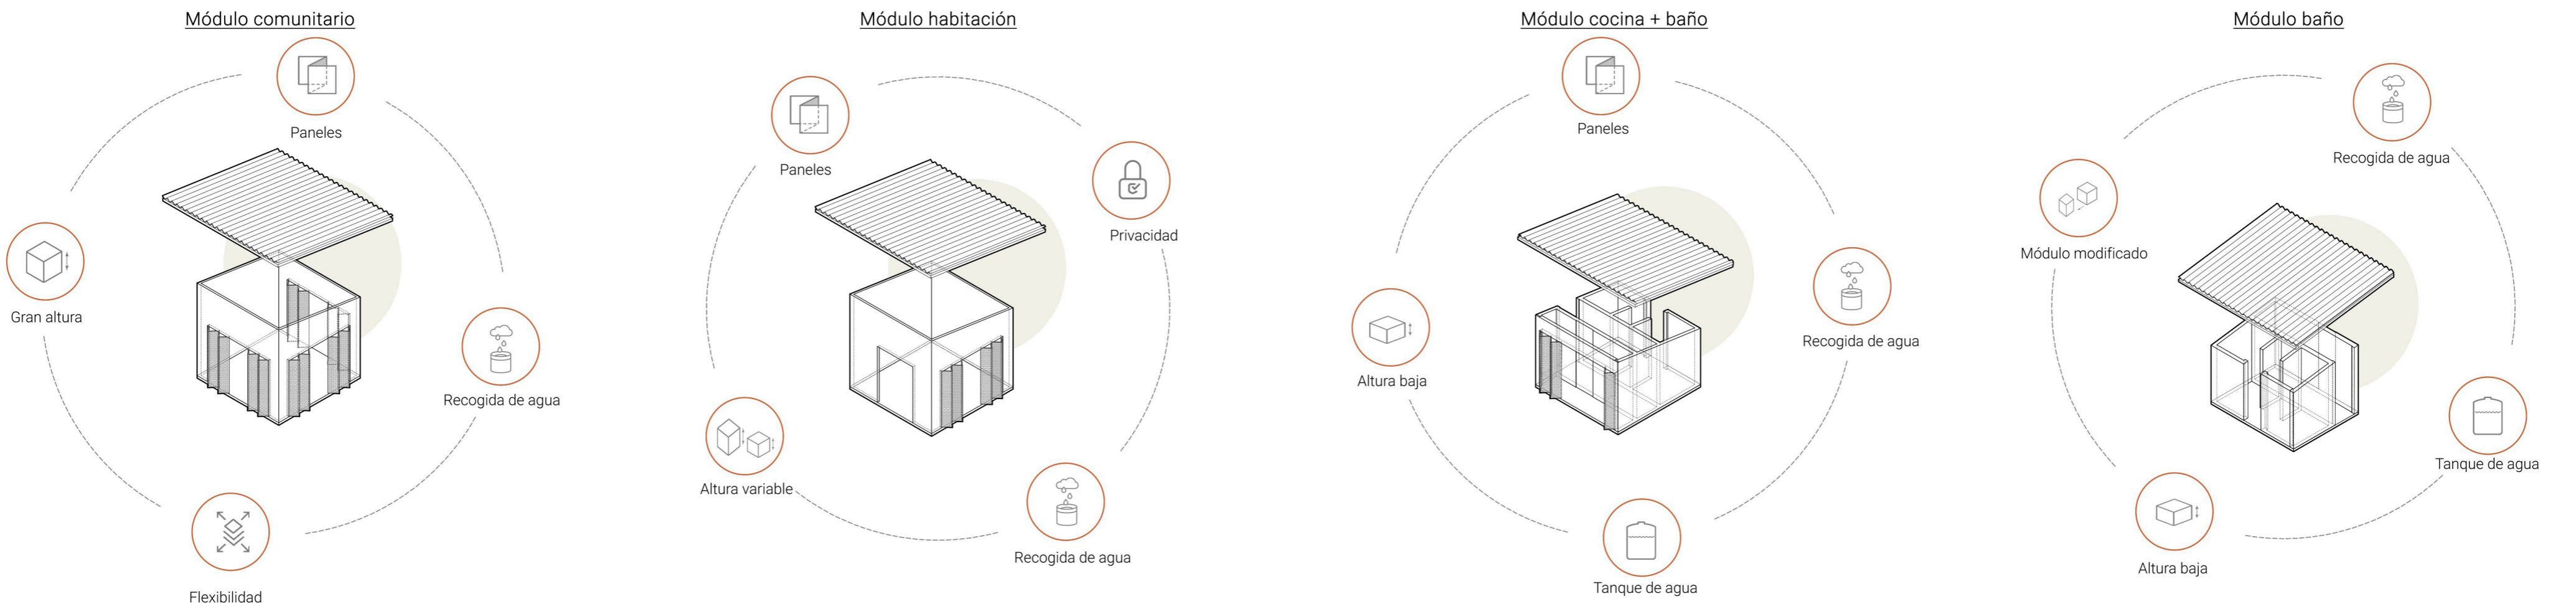 Módulo comunitario
Paneles
Gran altura
Recogida de agua
Flexibilidad
Módulo habitación
Paneles
Privacidad
Altura variable
Recogida de agua
Módulo cocina + baño
Paneles
Recogida de agua
Altura baja
Tanque de agua
Módulo baño
Recogida de agua
Módulo modificado
Tanque de agua
Altura baja